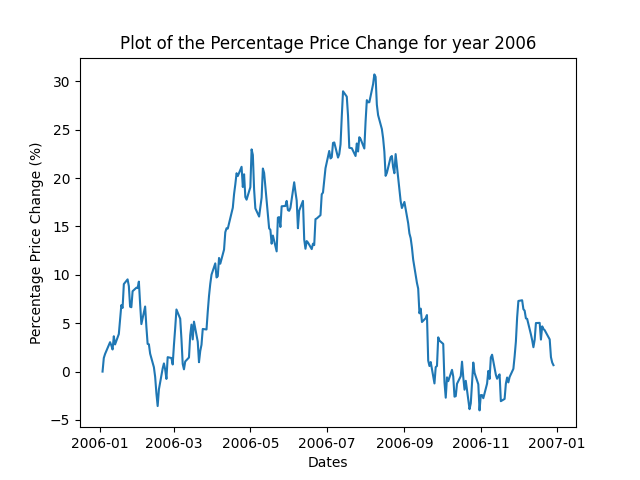 Plot of the Percentage Price Change for year 2006
Percentage Price Change (%)
30
25
20
15
10
5
0
−5
2006-01 2006-03 2006-05 2006-07 2006-09 2006-11 2007-01
Dates